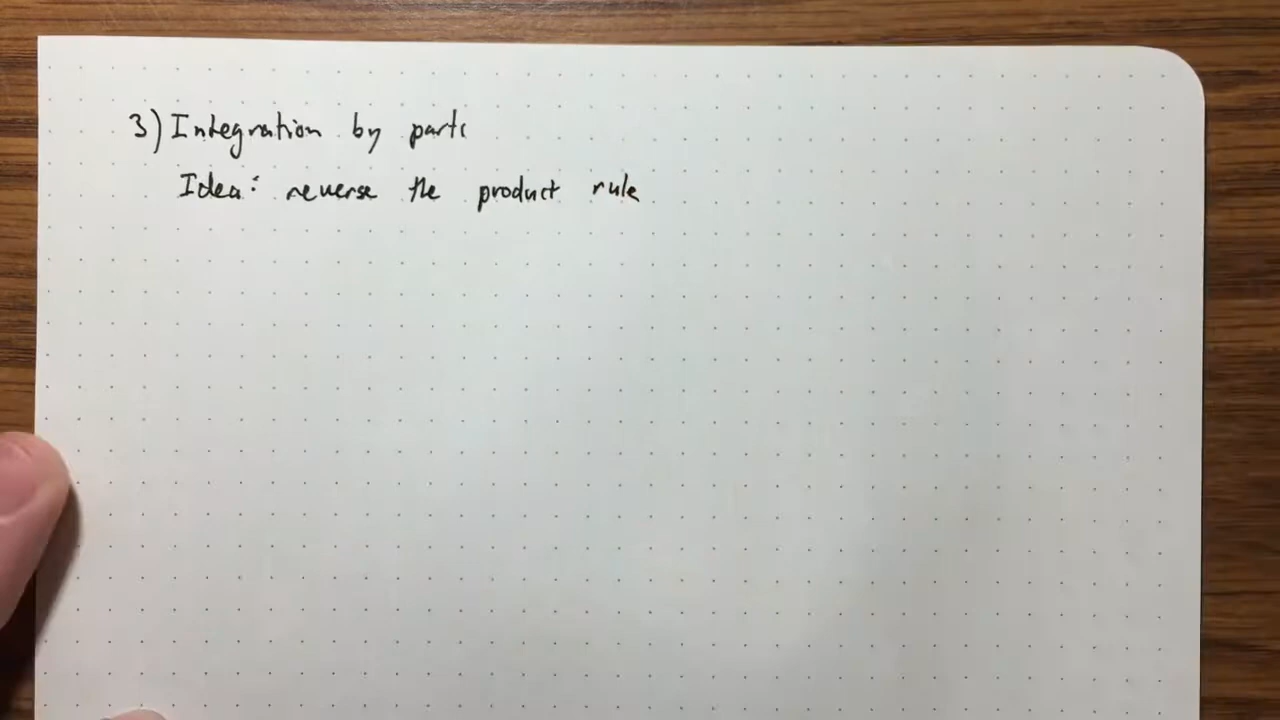 3) Integration by parts
Idea: reverse the product rule